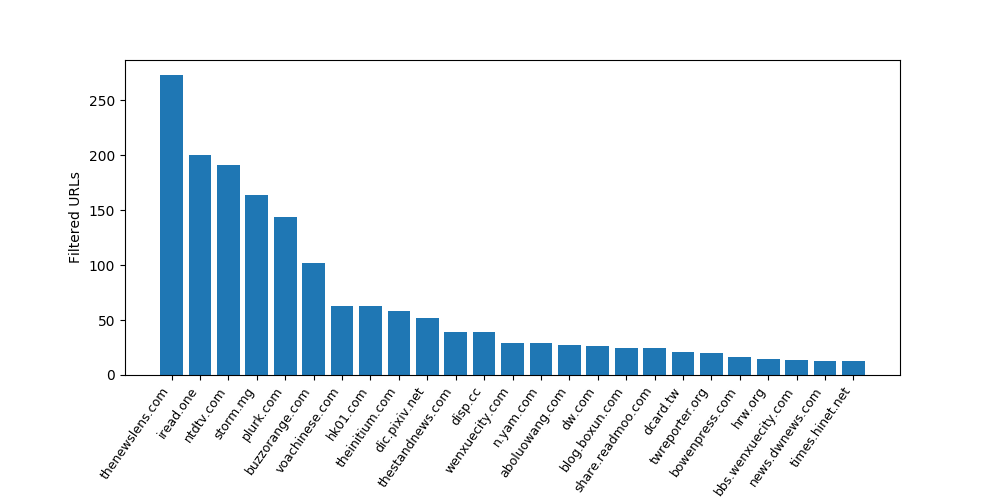 Filtered URLs
250
200
150
100
50
0
thenewslens.com
iread.one
ntdtv.com
storm.mg
plurk.com
buzzorange.com
voachinese.com
hk01.com
theinitium.com
dic.pixiv.net
thestandnews.com
disp.cc
wenxuecity.com
n.yam.com
aboluowang.com
dw.com
blog.boxun.com
share.readmoo.com
dcard.tw
twreporter.org
bowenpress.com
hrw.org
bbs.wenxuecity.com
news.dwnews.com
times.hinet.net